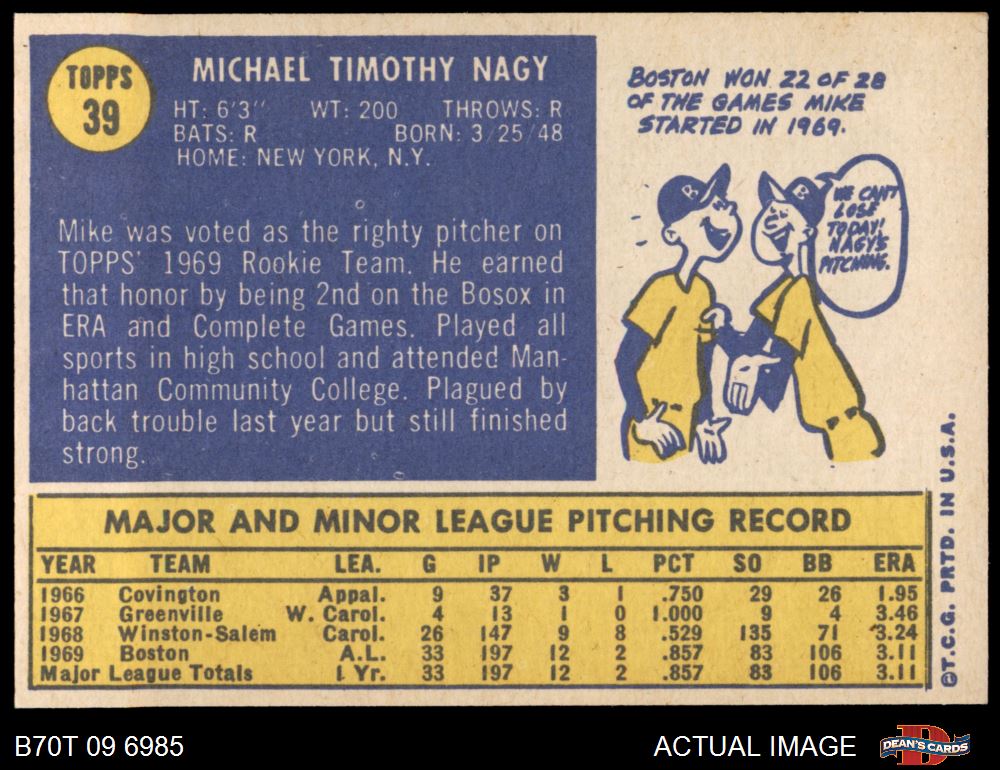 TOPPS
39
MICHAEL TIMOTHY NAGY
HT: 6'3" WT: 200 THROWS: R
BATS: R BORN: 3/25/48
HOME: NEW YORK, N.Y.
Mike was voted as the righty pitcher on
TOPPS' 1969 Rookie Team. He earned
that honor by being 2nd on the Bosox in
ERA and Complete Games. Played all
sports in high school and attended Man-
hattan Community College. Plagued by
back trouble last year but still finished
strong.
BOSTON WON 22 OF 28
OF THE GAMES MIKE
STARTED IN 1969.
B
B
WE CAN'T
LOSE
TODAY!
NAGY'S
PITCHING.
MAJOR AND MINOR LEAGUE PITCHING RECORD
YEAR TEAM LEA. G IP W L PCT SO BB ERA
1966 Covington Appal. 9 37 3 1 .750 29 26 1.95
1967 Greenville W. Carol. 4 13 1 0 1.000 9 4 3.46
1968 Winston-Salem Carol. 26 147 9 8 .529 135 71 3.24
1969 Boston A.L. 33 197 12 2 .857 83 106 3.11
Major League Totals 1 Yr. 33 197 12 2 .857 83 106 3.11
©T.C.G. PRTD. IN U.S.A.
B70T 09 6985
ACTUAL IMAGE
D
DEAN'S CARDS